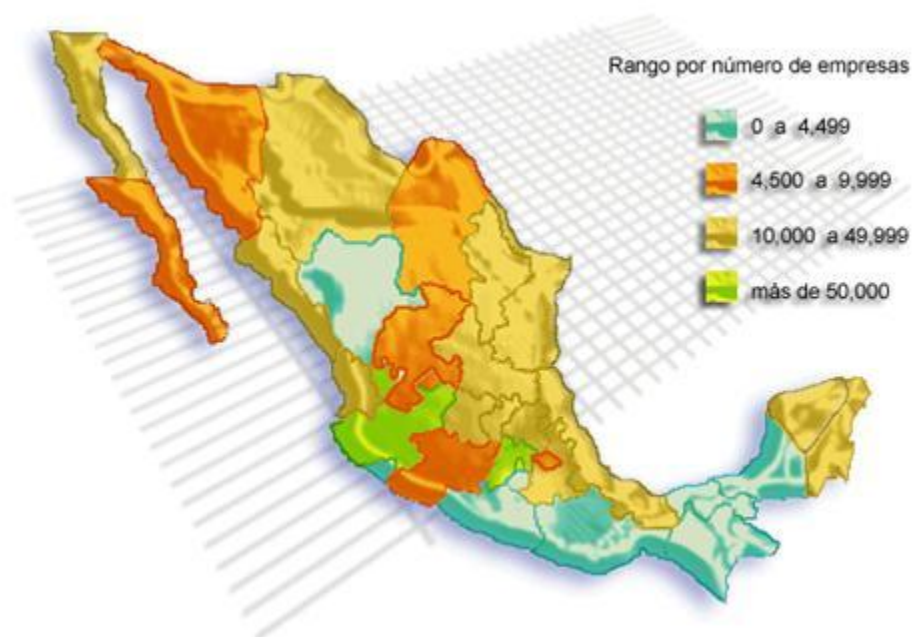 Rango por número de empresas
0 a 4,499
4,500 a 9,999
10,000 a 49,999
más de 50,000